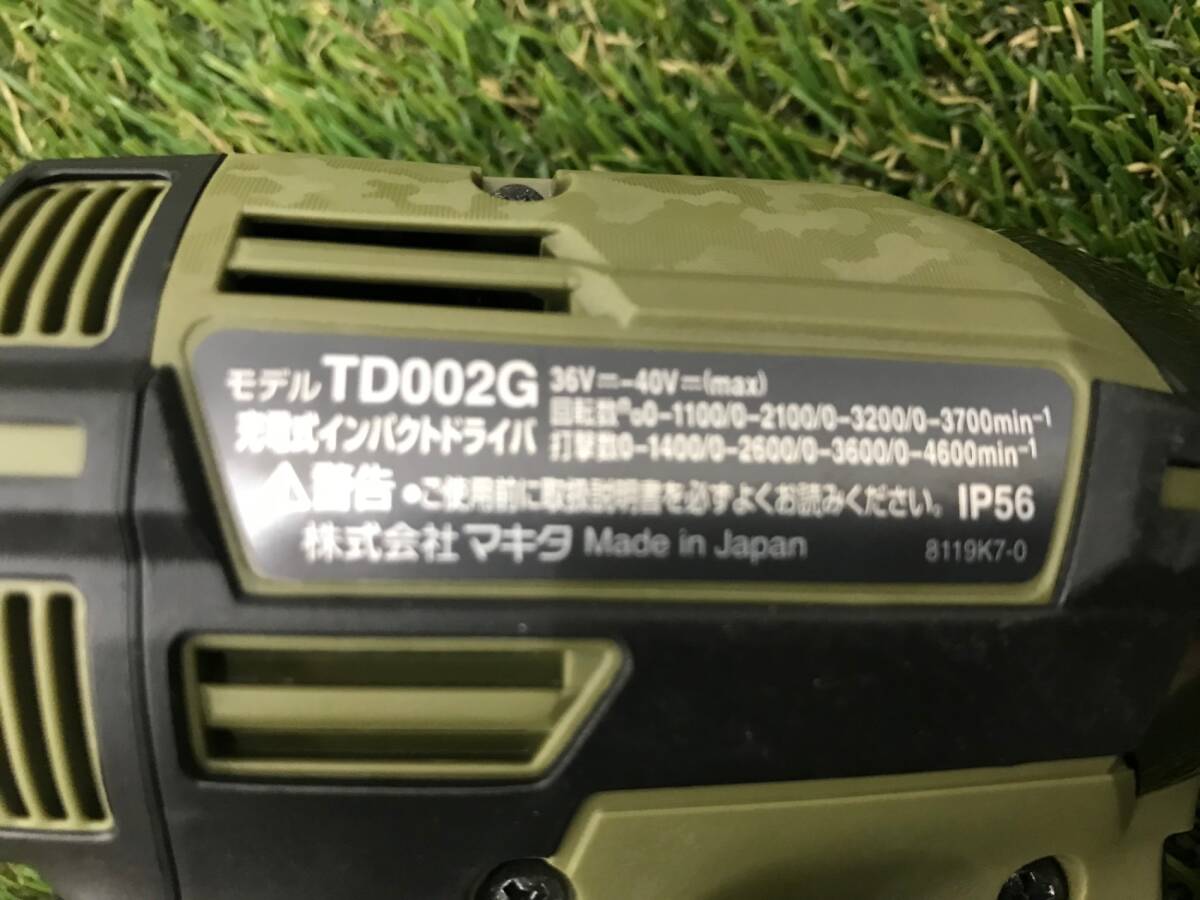 モデル TD002G
充電式インパクトドライバ
36V⎓-40V⎓(max)
回転数 n₀0-1100/0-2100/0-3200/0-3700min⁻¹
打撃数0-1400/0-2600/0-3600/0-4600min⁻¹
警告 ●ご使用前に取扱説明書を必ずよくお読みください。 IP56
株式会社マキタ Made in Japan 8119K7-0